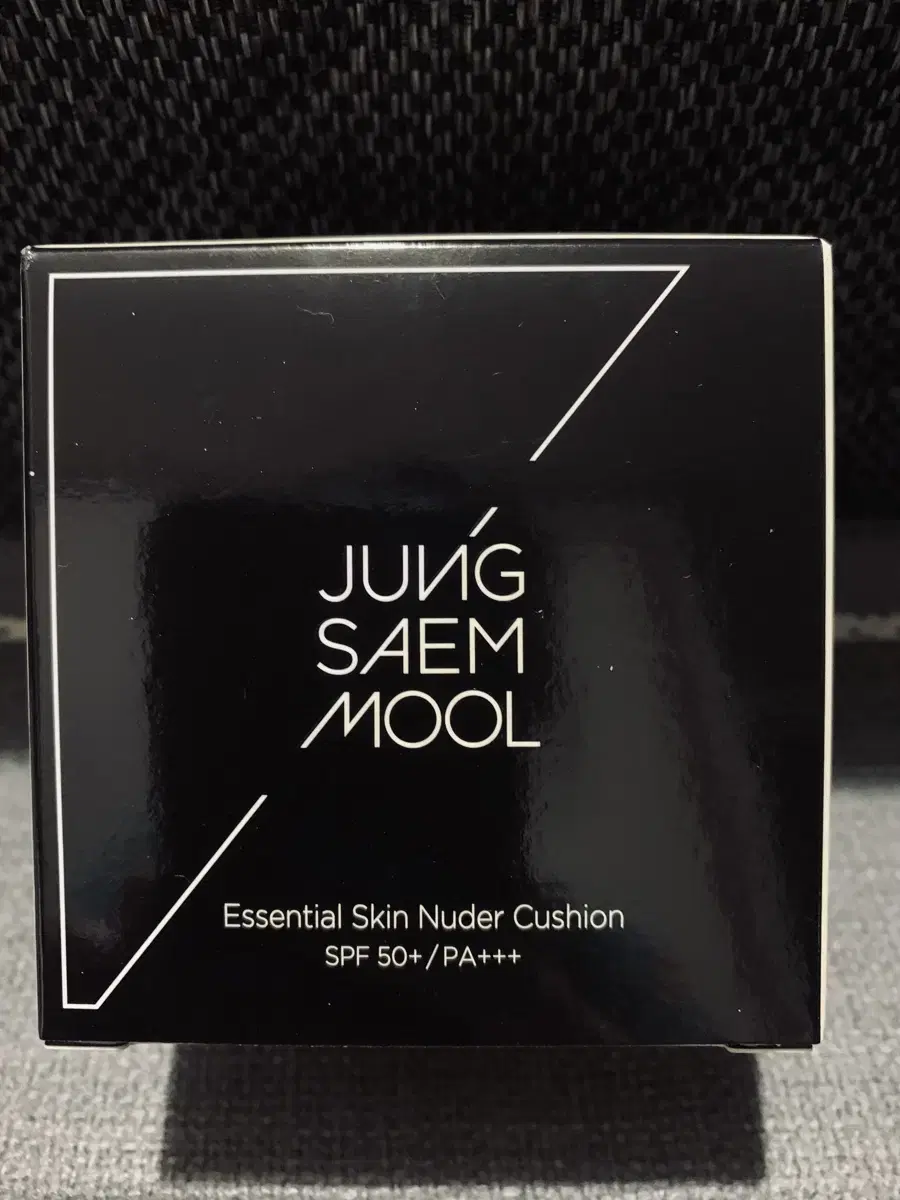 JUNG
SAEM
MOOL
Essential Skin Nuder Cushion
SPF 50+/PA+++